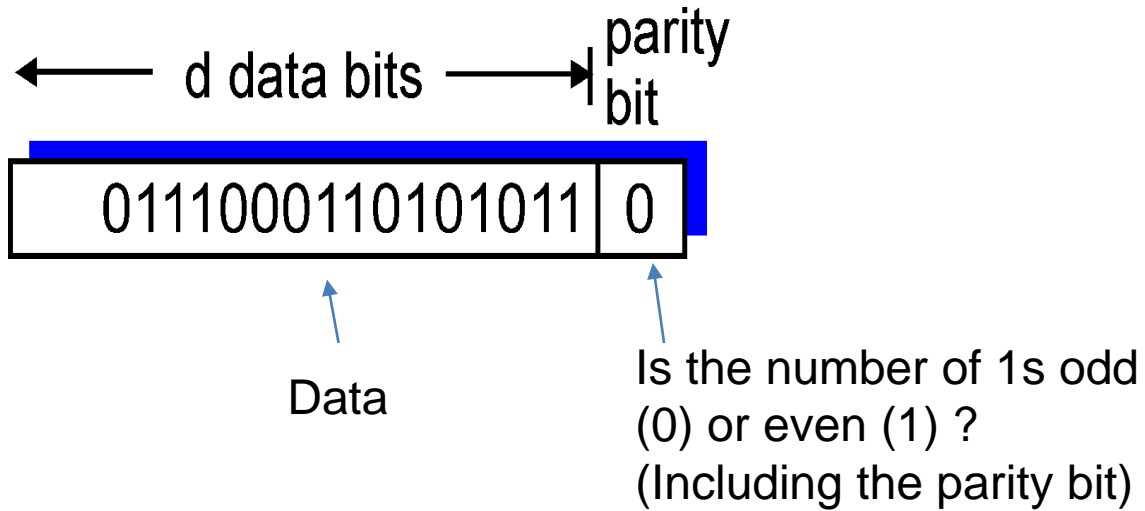 d data bits
parity
bit
0111000110101011 0
Data
Is the number of 1s odd
(0) or even (1) ?
(Including the parity bit)